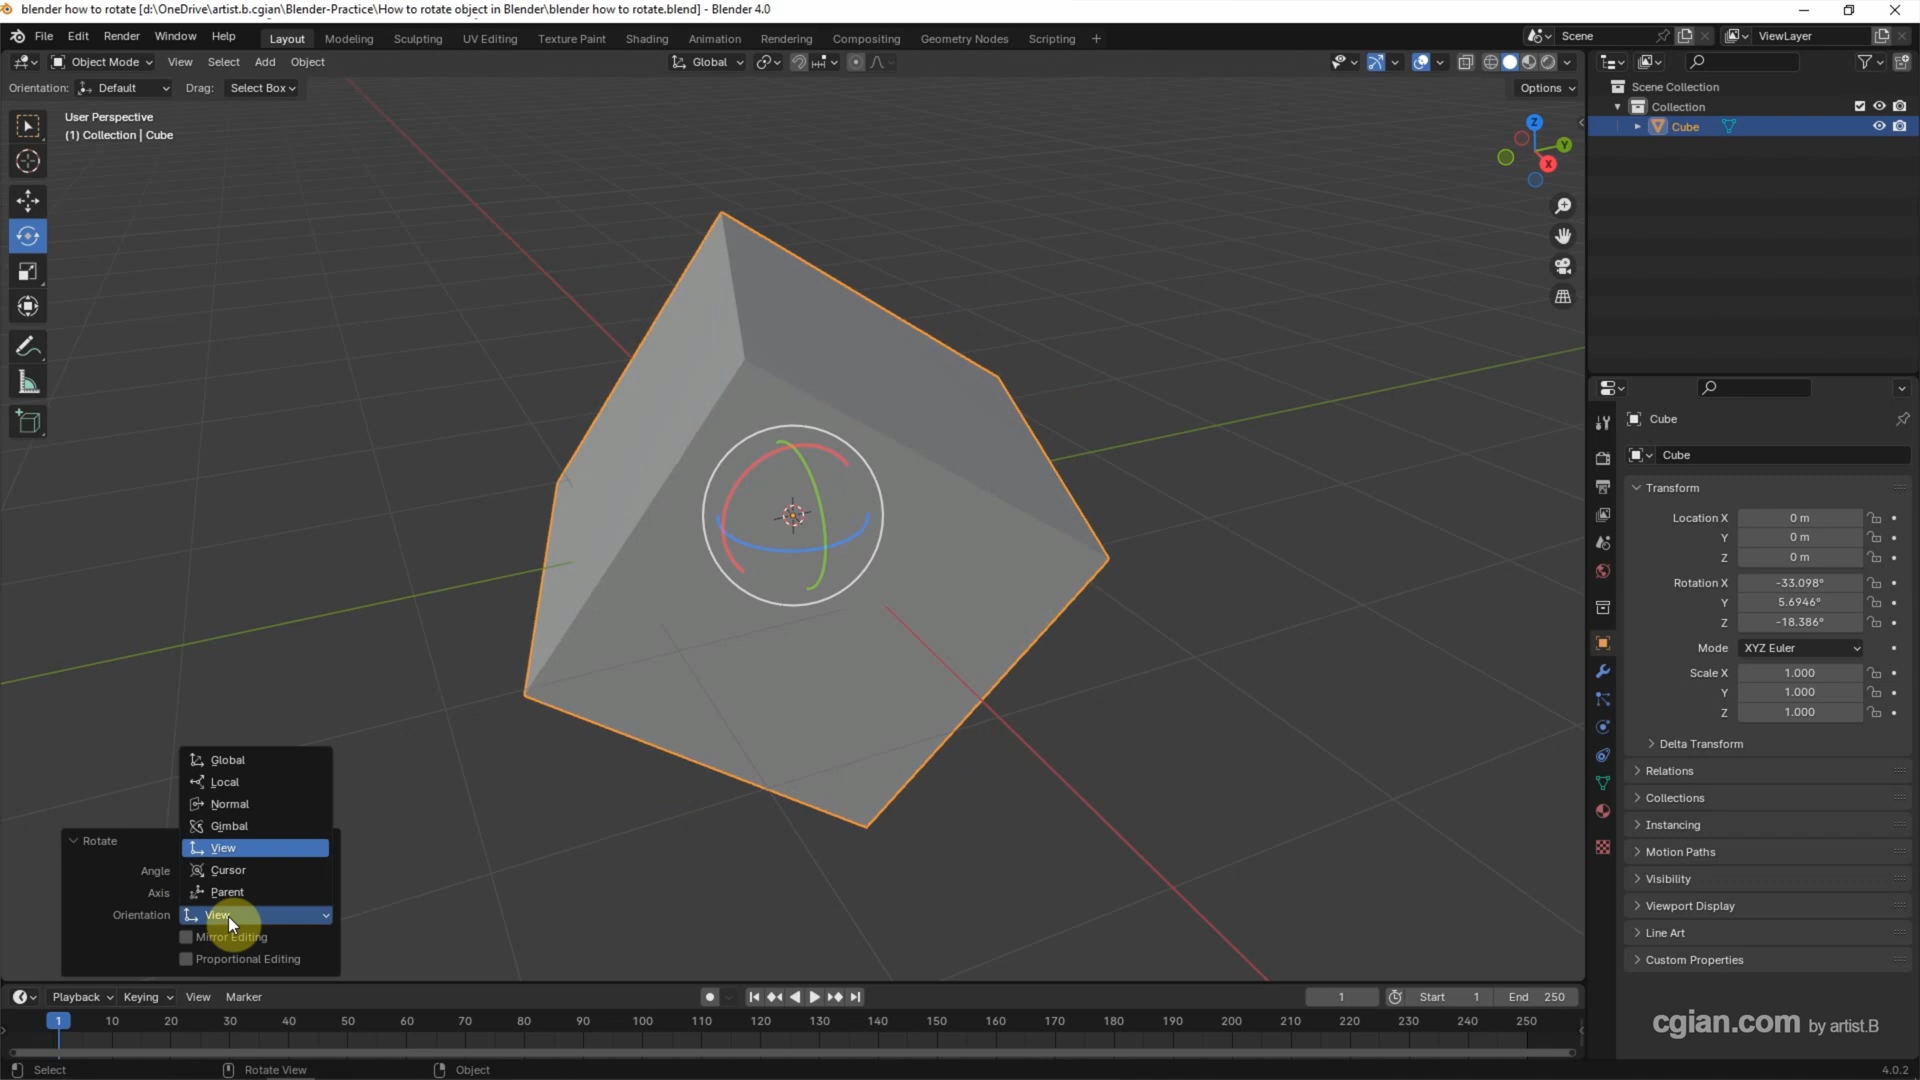 blender how to rotate [d:\OneDrive\artist.b.cgian\Blender-Practice\How to rotate object in Blender\blender how to rotate.blend] - Blender 4.0
File Edit Render Window Help Layout Modeling Sculpting UV Editing Texture Paint Shading Animation Rendering Compositing Geometry Nodes Scripting + Scene ViewLayer
Object Mode View Select Add Object Global
Orientation: Default Drag: Select Box Options
User Perspective
(1) Collection | Cube
Z
Y
X
Scene Collection
Collection
Cube
Cube
Cube
Transform
Location X 0 m
Y 0 m
Z 0 m
Rotation X -33.098°
Y 5.6946°
Z -18.386°
Mode XYZ Euler
Scale X 1.000
Y 1.000
Z 1.000
Delta Transform
Relations
Collections
Instancing
Motion Paths
Visibility
Viewport Display
Line Art
Custom Properties
Global
Local
Normal
Gimbal
View
Cursor
Parent
Rotate
Angle
Axis
Orientation View
Mirror Editing
Proportional Editing
Playback Keying View Marker 1 Start 1 End 250
1 10 20 30 40 50 60 70 80 90 100 110 120 130 140 150 160 170 180 190 200 210 220 230 240 250
cgian.com by artist.B
Select Rotate View Object 4.0.2